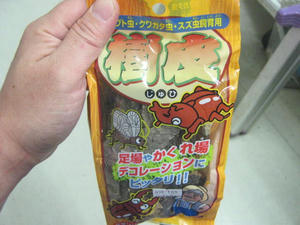 ブト虫・クワガタ虫・スズ虫飼育用
樹皮
じゅひ
足場やかくれ場
デコレーションに
ピッタリ!!